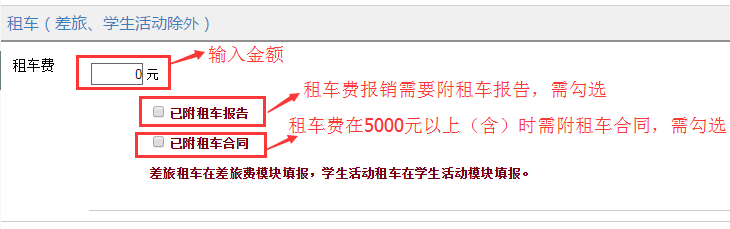 租车（差旅、学生活动除外）
输入金额
租车费
0 元
租车费报销需要附租车报告，需勾选
已附租车报告
租车费在5000元以上（含）时需附租车合同，需勾选
已附租车合同
差旅租车在差旅费模块填报，学生活动租车在学生活动模块填报。